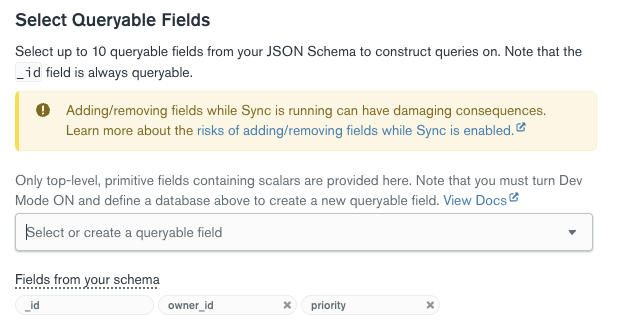 Select Queryable Fields
Select up to 10 queryable fields from your JSON Schema to construct queries on. Note that the
_id field is always queryable.
Adding/removing fields while Sync is running can have damaging consequences.
Learn more about the risks of adding/removing fields while Sync is enabled.
Only top-level, primitive fields containing scalars are provided here. Note that you must turn Dev
Mode ON and define a database above to create a new queryable field. View Docs
Select or create a queryable field
Fields from your schema
_id owner_id priority